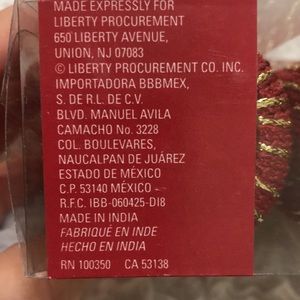 MADE EXPRESSLY FOR
LIBERTY PROCUREMENT
650 LIBERTY AVENUE,
UNION, NJ 07083
© LIBERTY PROCUREMENT CO. INC.
IMPORTADORA BBBMEX,
S. DE R.L. DE C.V.
BLVD. MANUEL AVILA
CAMACHO No. 3228
COL. BOULEVARES,
NAUCALPAN DE JUÁREZ
ESTADO DE MÉXICO
C.P. 53140 MÉXICO
R.F.C. IBB-060425-DI8
MADE IN INDIA
FABRIQUÉ EN INDE
HECHO EN INDIA
RN 100350 CA 53138